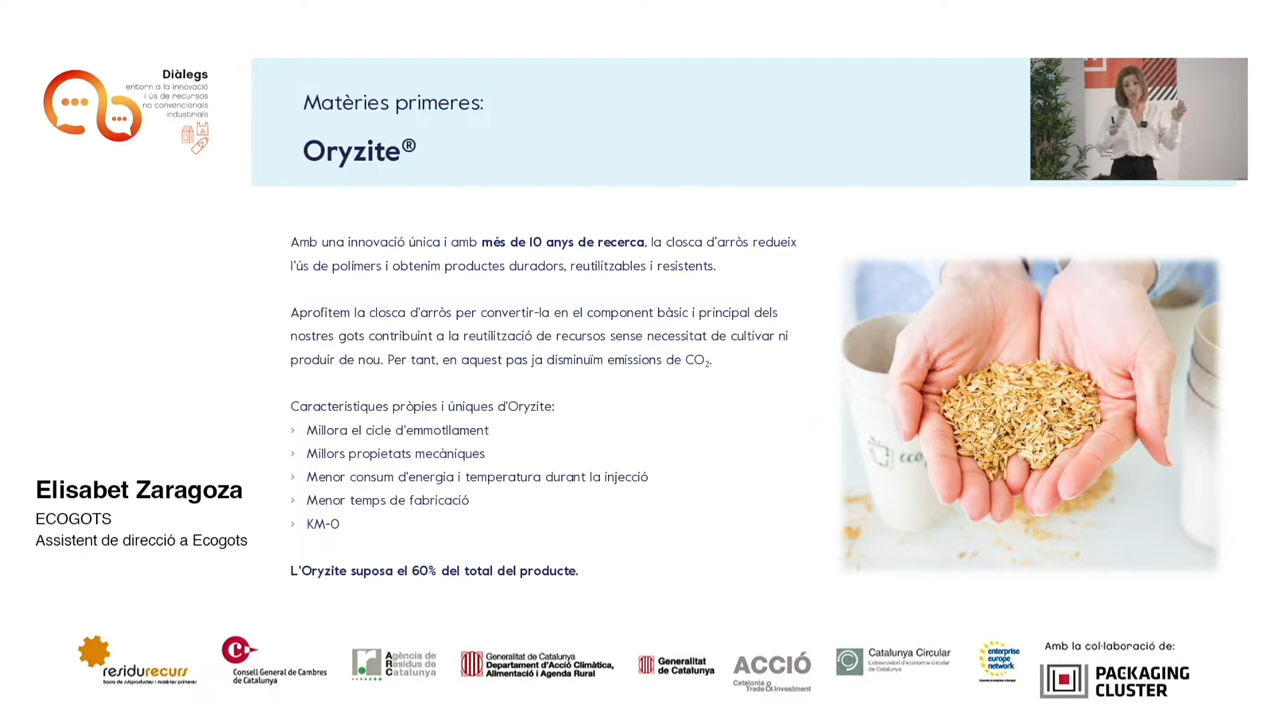 Diàlegs
entorn a la innovació
i ús de recursos
no convencionals
industrials
Matèries primeres:
Oryzite®
Amb una innovació única i amb més de 10 anys de recerca, la closca d'arròs redueix
l'ús de polímers i obtenim productes duradors, reutilitzables i resistents.
Aprofitem la closca d'arròs per convertir-la en el component bàsic i principal dels
nostres gots contribuint a la reutilització de recursos sense necessitat de cultivar ni
produir de nou. Per tant, en aquest pas ja disminuïm emissions de CO₂.
Característiques pròpies i úniques d'Oryzite:
› Millora el cicle d'emmotllament
› Millors propietats mecàniques
› Menor consum d'energia i temperatura durant la injecció
› Menor temps de fabricació
› KM-0
L'Oryzite suposa el 60% del total del producte.
eco
Elisabet Zaragoza
ECOGOTS
Assistent de direcció a Ecogots
residurecurs
borsa de subproductes i matèries primeres
Consell General de Cambres
de Catalunya
Agència de
Residus de
Catalunya
Generalitat de Catalunya
Departament d'Acció Climàtica,
Alimentació i Agenda Rural
Generalitat
de Catalunya
ACCIÓ
Catalonia
Trade & Investment
Catalunya Circular
L'observatori d'economia circular
de Catalunya
enterprise
europe
network
Amb la col·laboració de:
PACKAGING
CLUSTER